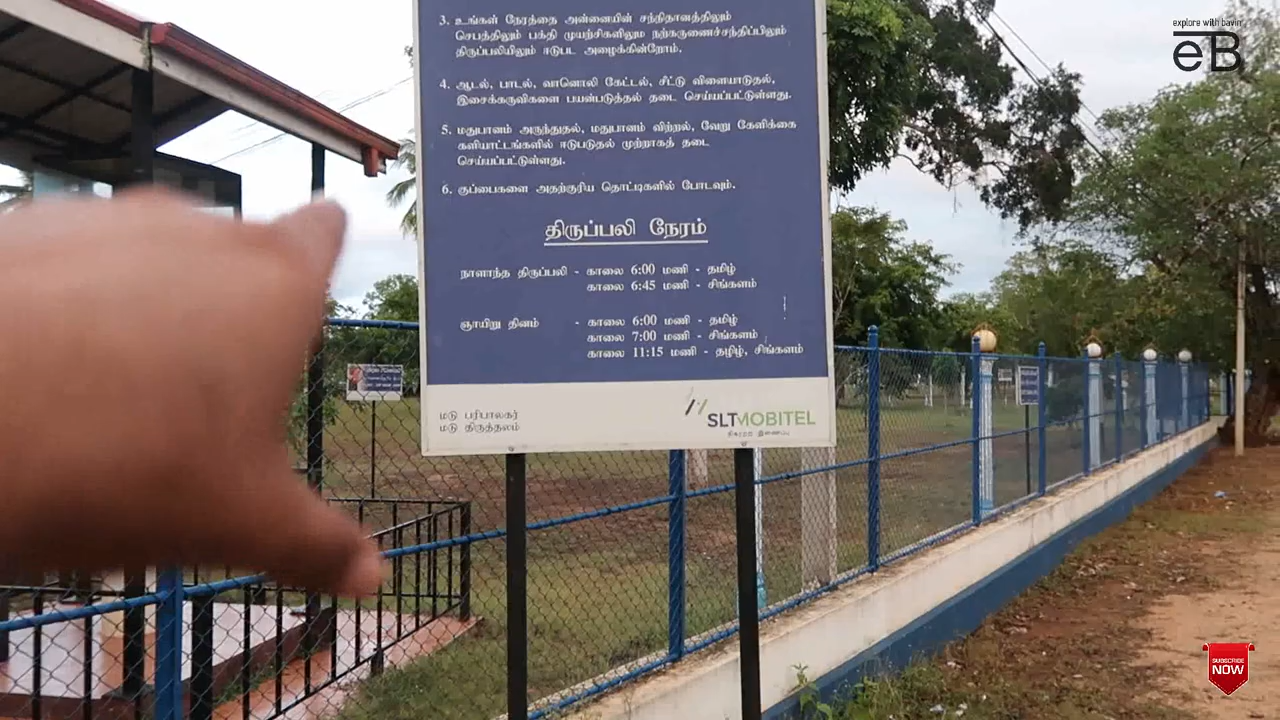 explore with bavin
eB
3. உங்கள் நேரத்தை அன்னையின் சந்நிதானத்திலும்
செபத்திலும் பக்தி முயற்சிகளிலும நற்கருணைச்சந்திப்பிலும்
திருப்பலியிலும் ஈடுபட அழைக்கின்றோம்.
4. ஆடல், பாடல், வானொலி கேட்டல், சீட்டு விளையாடுதல்,
இசைக்கருவிகளை பயன்படுத்தல் தடை செய்யப்பட்டுள்ளது.
5. மதுபானம் அருந்துதல், மதுபானம் விற்றல், வேறு கேளிக்கை
களியாட்டங்களில் ஈடுபடுதல் முற்றாகத் தடை
செய்யப்பட்டுள்ளது.
6. குப்பைகளை அதற்குரிய தொட்டிகளில் போடவும்.
திருப்பலி நேரம்
நாளாந்த திருப்பலி - காலை 6:00 மணி - தமிழ்
காலை 6:45 மணி - சிங்களம்
ஞாயிறு தினம் - காலை 6:00 மணி - தமிழ்
காலை 7:00 மணி - சிங்களம்
காலை 11:15 மணி - தழிழ், சிங்களம்
மடு பரிபாலகர்
மடு திருத்தலம்
SLTMOBITEL
SUBSCRIBE
NOW